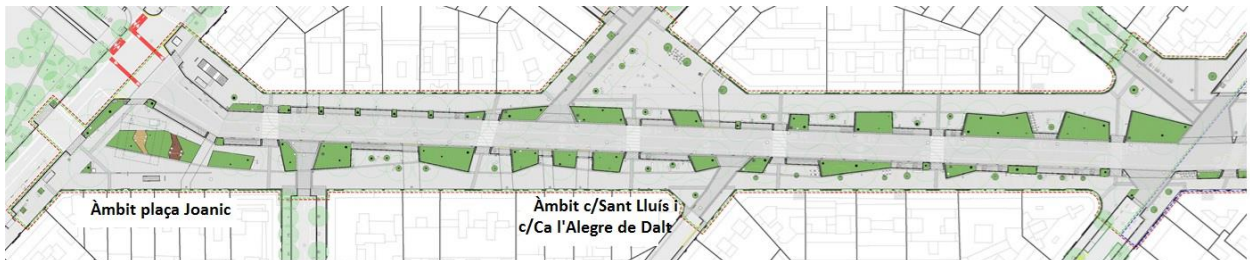 Àmbit plaça Joanic
Àmbit c/Sant Lluís i
c/Ca l'Alegre de Dalt